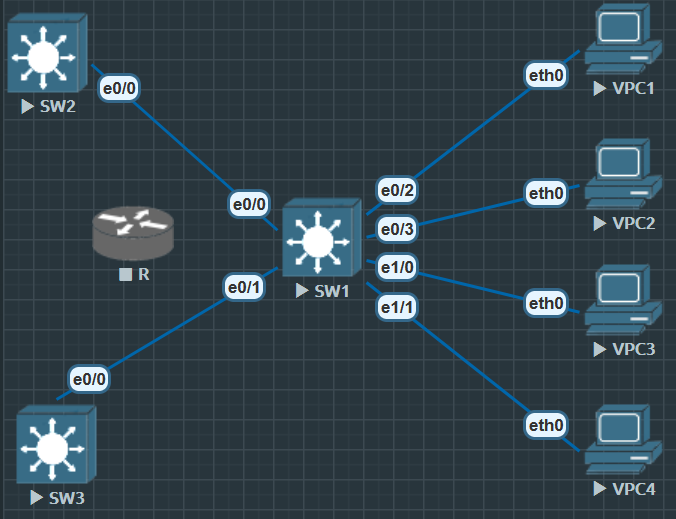 eth0
VPC1
e0/0
SW2
e0/2
eth0
e0/0
VPC2
e0/3
R
e1/0
e0/1
SW1
eth0
e1/1
VPC3
e0/0
eth0
SW3
VPC4